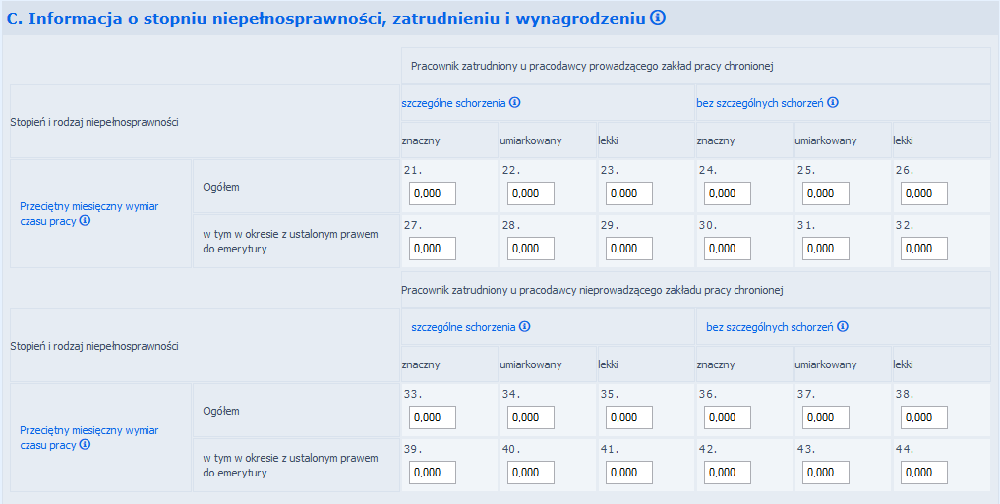 C. Informacja o stopniu niepełnosprawności, zatrudnieniu i wynagrodzeniu
Pracownik zatrudniony u pracodawcy prowadzącego zakład pracy chronionej
Stopień i rodzaj niepełnosprawności
szczególne schorzenia bez szczególnych schorzeń
znaczny umiarkowany lekki znaczny umiarkowany lekki
Przeciętny miesięczny wymiar
czasu pracy
Ogółem
21. 22. 23. 24. 25. 26.
0,000 0,000 0,000 0,000 0,000 0,000
w tym w okresie z ustalonym prawem
do emerytury
27. 28. 29. 30. 31. 32.
0,000 0,000 0,000 0,000 0,000 0,000
Pracownik zatrudniony u pracodawcy nieprowadzącego zakładu pracy chronionej
Stopień i rodzaj niepełnosprawności
szczególne schorzenia bez szczególnych schorzeń
znaczny umiarkowany lekki znaczny umiarkowany lekki
Przeciętny miesięczny wymiar
czasu pracy
Ogółem
33. 34. 35. 36. 37. 38.
0,000 0,000 0,000 0,000 0,000 0,000
w tym w okresie z ustalonym prawem
do emerytury
39. 40. 41. 42. 43. 44.
0,000 0,000 0,000 0,000 0,000 0,000